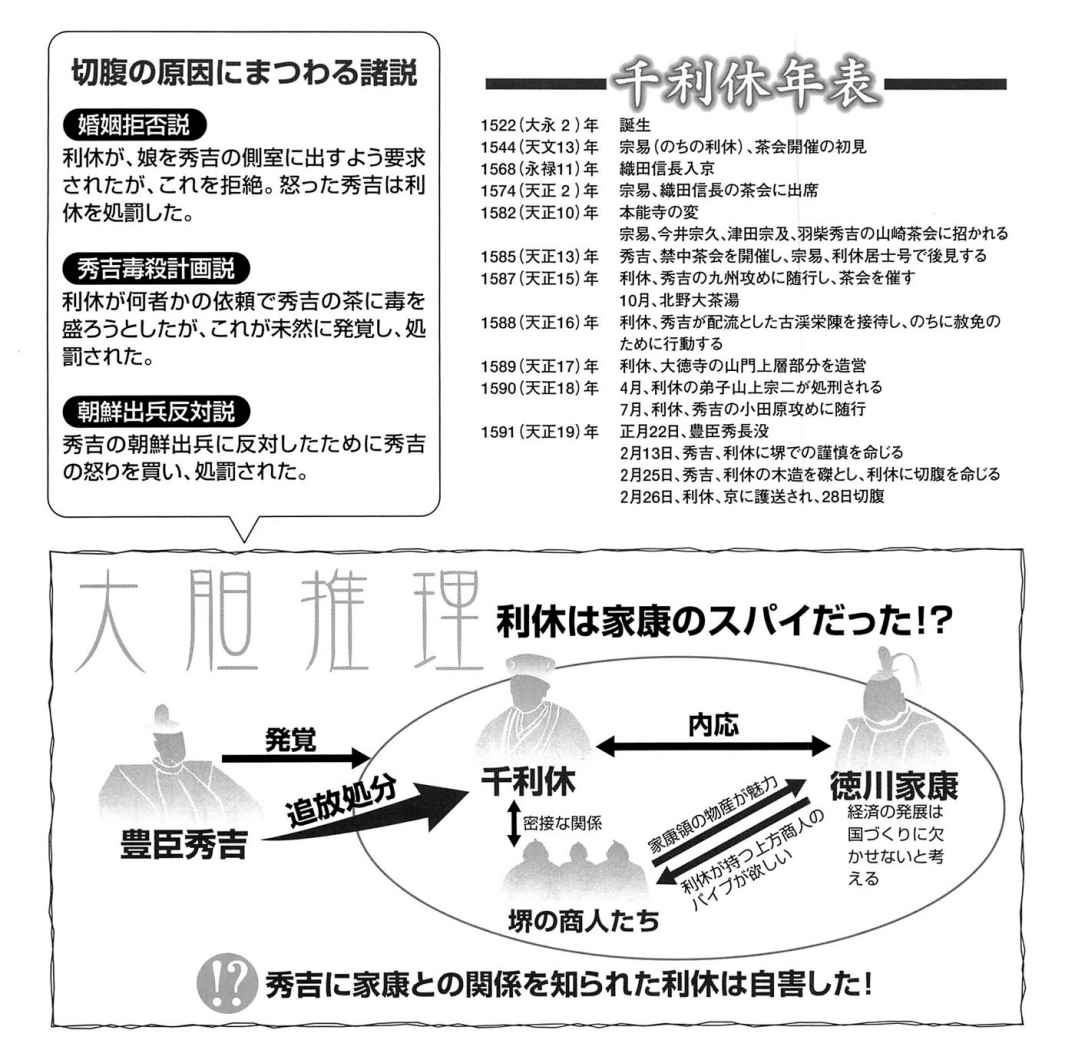 切腹の原因にまつわる諸説
婚姻拒否説
利休が、娘を秀吉の側室に出すよう要求
されたが、これを拒絶。怒った秀吉は利
休を処罰した。
秀吉毒殺計画説
利休が何者かの依頼で秀吉の茶に毒を
盛ろうとしたが、これが未然に発覚し、処
罰された。
朝鮮出兵反対説
秀吉の朝鮮出兵に反対したために秀吉
の怒りを買い、処罰された。
千利休年表
1522(大永 2 )年 誕生
1544(天文13)年 宗易(のちの利休)、茶会開催の初見
1568(永禄11)年 織田信長入京
1574(天正 2 )年 宗易、織田信長の茶会に出席
1582(天正10)年 本能寺の変
宗易、今井宗久、津田宗及、羽柴秀吉の山崎茶会に招かれる
1585(天正13)年 秀吉、禁中茶会を開催し、宗易、利休居士号で後見する
1587(天正15)年 利休、秀吉の九州攻めに随行し、茶会を催す
10月、北野大茶湯
1588(天正16)年 利休、秀吉が配流とした古渓栄陳を接待し、のちに赦免の
ために行動する
1589(天正17)年 利休、大徳寺の山門上層部分を造営
1590(天正18)年 4月、利休の弟子山上宗二が処刑される
7月、利休、秀吉の小田原攻めに随行
1591(天正19)年 正月22日、豊臣秀長没
2月13日、秀吉、利休に堺での謹慎を命じる
2月25日、秀吉、利休の木造を磔とし、利休に切腹を命じる
2月26日、利休、京に護送され、28日切腹
大胆推理
利休は家康のスパイだった!?
発覚
追放処分
豊臣秀吉
千利休
内応
徳川家康
経済の発展は
国づくりに欠
かせないと考
える
密接な関係
家康領の物産が魅力
利休が持つ上方商人の
パイプが欲しい
堺の商人たち
!?
秀吉に家康との関係を知られた利休は自害した!